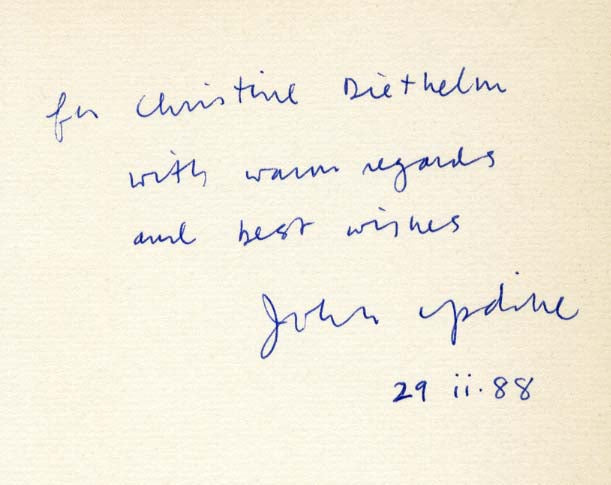 for Christine Diethelm
with warm regards
and best wishes
John Updike
29 ii.88